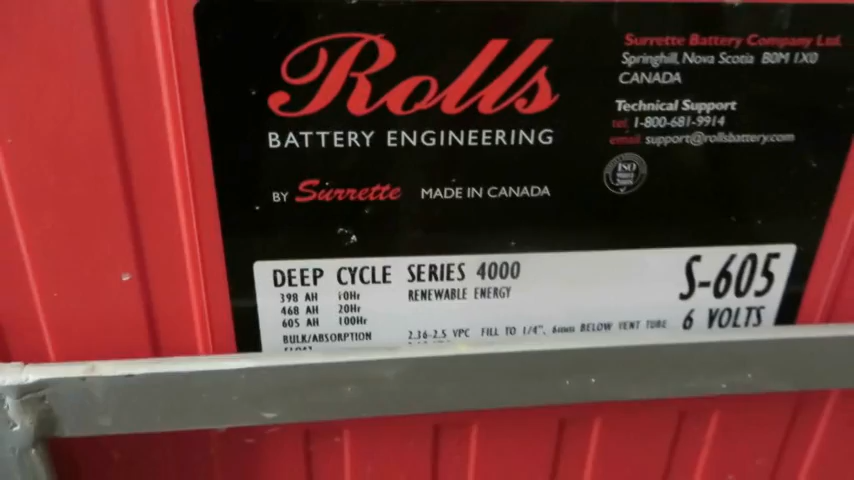 Rolls
BATTERY ENGINEERING
BY Surrette MADE IN CANADA
Surrette Battery Company Ltd.
Springhill, Nova Scotia B0M 1X0
CANADA
Technical Support
tel. 1-800-681-9914
email support@rollsbattery.com
ISO
DEEP CYCLE SERIES 4000
RENEWABLE ENERGY
398 AH 10Hr
468 AH 20Hr
605 AH 100Hr
S-605
6 VOLTS
BULK/ABSORPTION 2.36-2.5 VPC FILL TO 1/4", 6mm BELOW VENT TUBE